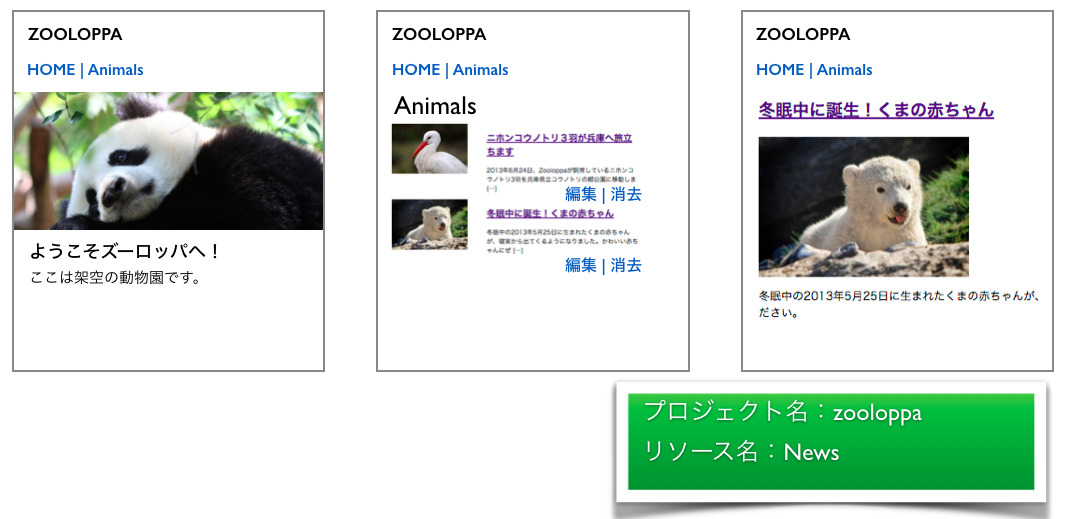 ZOOLOPPA
HOME | Animals
ようこそズーロッパへ！
ここは架空の動物園です。
ZOOLOPPA
HOME | Animals
Animals
ニホンコウノトリ３羽が兵庫へ旅立
ちます
2013年6月24日、Zooloppaが飼育しているニホンコ
ウノトリ3羽を兵庫県立コウノトリの郷公園に移動しま
[…]
編集 | 消去
冬眠中に誕生！くまの赤ちゃん
冬眠中の2013年5月25日に生まれたくまの赤ちゃん
が、寝室から出てくるようになりました。かわいい赤ち
ゃんにぜ […]
編集 | 消去
ZOOLOPPA
HOME | Animals
冬眠中に誕生！くまの赤ちゃん
冬眠中の2013年5月25日に生まれたくまの赤ちゃんが、
ださい。
プロジェクト名：zooloppa
リソース名：News